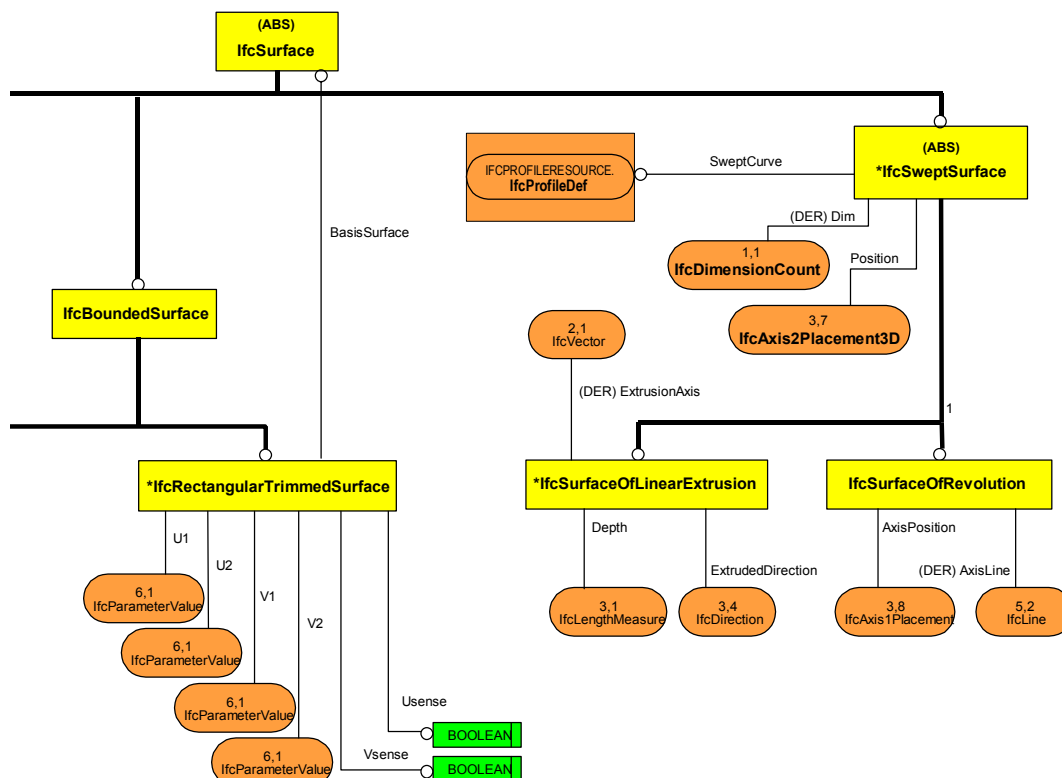 (ABS)
IfcSurface
(ABS)
*IfcSweptSurface
SweptCurve
IFCPROFILERESOURCE.
IfcProfileDef
BasisSurface
(DER) Dim
1,1
IfcDimensionCount
Position
3,7
IfcAxis2Placement3D
IfcBoundedSurface
2,1
IfcVector
(DER) ExtrusionAxis
1
*IfcRectangularTrimmedSurface
*IfcSurfaceOfLinearExtrusion
IfcSurfaceOfRevolution
U1
U2
V1
V2
Depth
ExtrudedDirection
AxisPosition
(DER) AxisLine
6,1
IfcParameterValue
6,1
IfcParameterValue
6,1
IfcParameterValue
6,1
IfcParameterValue
3,1
IfcLengthMeasure
3,4
IfcDirection
3,8
IfcAxis1Placement
5,2
IfcLine
Usense
BOOLEAN
Vsense
BOOLEAN